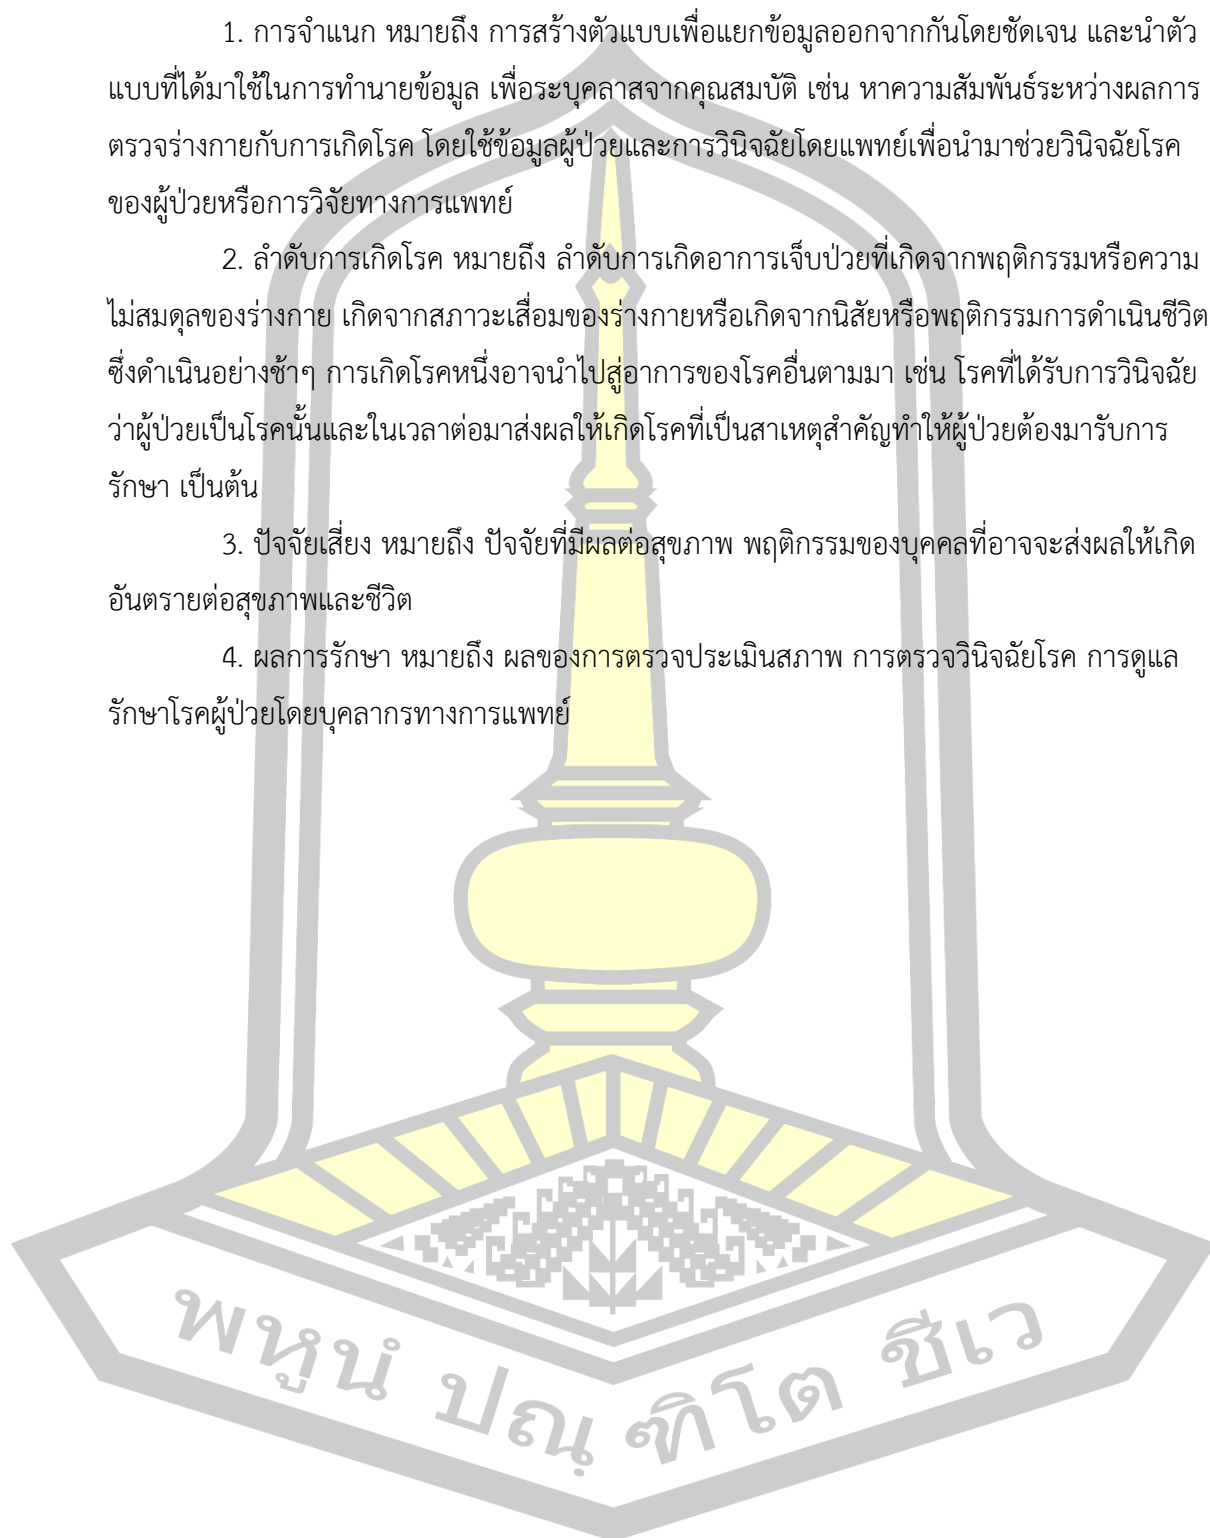 1. การจำแนก หมายถึง การสร้างตัวแบบเพื่อแยกข้อมูลออกจากกันโดยชัดเจน และนำตัว
แบบที่ได้มาใช้ในการทำนายข้อมูล เพื่อระบุคลาสจากคุณสมบัติ เช่น หาความสัมพันธ์ระหว่างผลการ
ตรวจร่างกายกับการเกิดโรค โดยใช้ข้อมูลผู้ป่วยและการวินิจฉัยโดยแพทย์เพื่อนำมาช่วยวินิจฉัยโรค
ของผู้ป่วยหรือการวิจัยทางการแพทย์
2. ลำดับการเกิดโรค หมายถึง ลำดับการเกิดอาการเจ็บป่วยที่เกิดจากพฤติกรรมหรือความ
ไม่สมดุลของร่างกาย เกิดจากสภาวะเสื่อมของร่างกายหรือเกิดจากนิสัยหรือพฤติกรรมการดำเนินชีวิต
ซึ่งดำเนินอย่างช้าๆ การเกิดโรคหนึ่งอาจนำไปสู่อาการของโรคอื่นตามมา เช่น โรคที่ได้รับการวินิจฉัย
ว่าผู้ป่วยเป็นโรคนั้นและในเวลาต่อมาส่งผลให้เกิดโรคที่เป็นสาเหตุสำคัญทำให้ผู้ป่วยต้องมารับการ
รักษา เป็นต้น
3. ปัจจัยเสี่ยง หมายถึง ปัจจัยที่มีผลต่อสุขภาพ พฤติกรรมของบุคคลที่อาจจะส่งผลให้เกิด
อันตรายต่อสุขภาพและชีวิต
4. ผลการรักษา หมายถึง ผลของการตรวจประเมินสภาพ การตรวจวินิจฉัยโรค การดูแล
รักษาโรคผู้ป่วยโดยบุคลากรทางการแพทย์
พหูนํ ปณฺ ฑิโต ชีเว